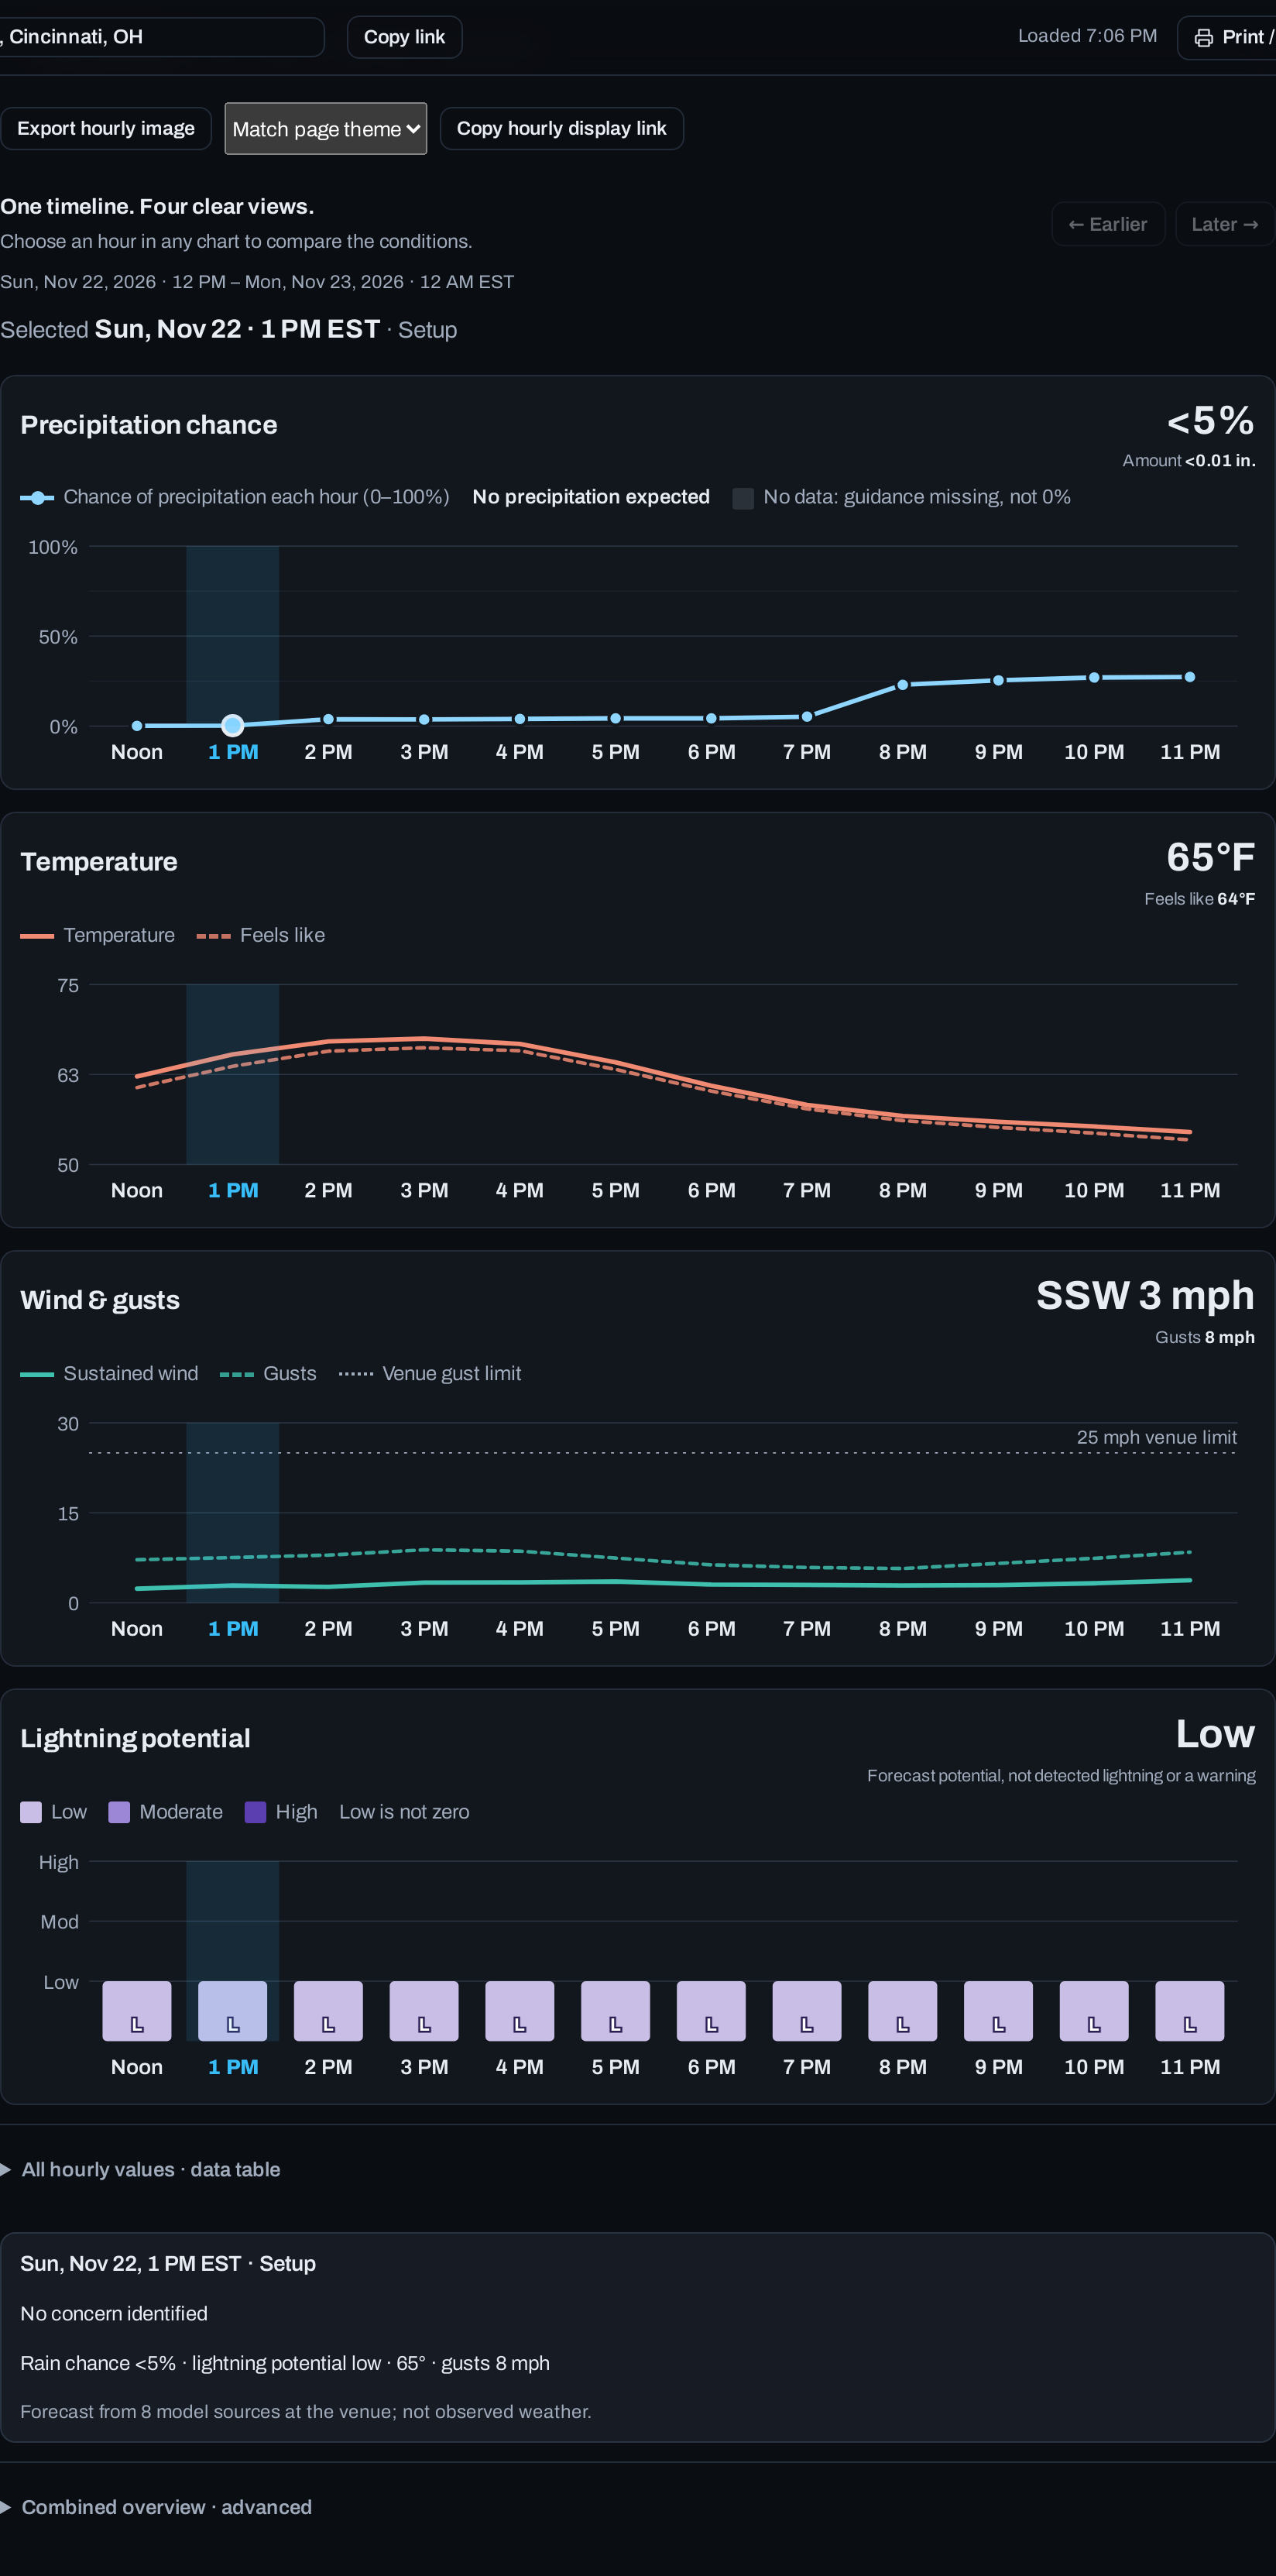 , Cincinnati, OH
Copy link
Loaded 7:06 PM
Print /
Export hourly image
Match page theme
Copy hourly display link
One timeline. Four clear views.
Choose an hour in any chart to compare the conditions.
← Earlier
Later →
Sun, Nov 22, 2026 · 12 PM – Mon, Nov 23, 2026 · 12 AM EST
Selected Sun, Nov 22 · 1 PM EST · Setup
Precipitation chance
<5%
Amount <0.01 in.
Chance of precipitation each hour (0–100%) No precipitation expected No data: guidance missing, not 0%
100%
50%
0%
Noon 1 PM 2 PM 3 PM 4 PM 5 PM 6 PM 7 PM 8 PM 9 PM 10 PM 11 PM
Temperature
65°F
Feels like 64°F
Temperature Feels like
75
63
50
Noon 1 PM 2 PM 3 PM 4 PM 5 PM 6 PM 7 PM 8 PM 9 PM 10 PM 11 PM
Wind & gusts
SSW 3 mph
Gusts 8 mph
Sustained wind Gusts Venue gust limit
30
25 mph venue limit
15
0
Noon 1 PM 2 PM 3 PM 4 PM 5 PM 6 PM 7 PM 8 PM 9 PM 10 PM 11 PM
Lightning potential
Low
Forecast potential, not detected lightning or a warning
Low Moderate High Low is not zero
High
Mod
Low
L L L L L L L L L L L L
Noon 1 PM 2 PM 3 PM 4 PM 5 PM 6 PM 7 PM 8 PM 9 PM 10 PM 11 PM
All hourly values · data table
Sun, Nov 22, 1 PM EST · Setup
No concern identified
Rain chance <5% · lightning potential low · 65° · gusts 8 mph
Forecast from 8 model sources at the venue; not observed weather.
Combined overview · advanced